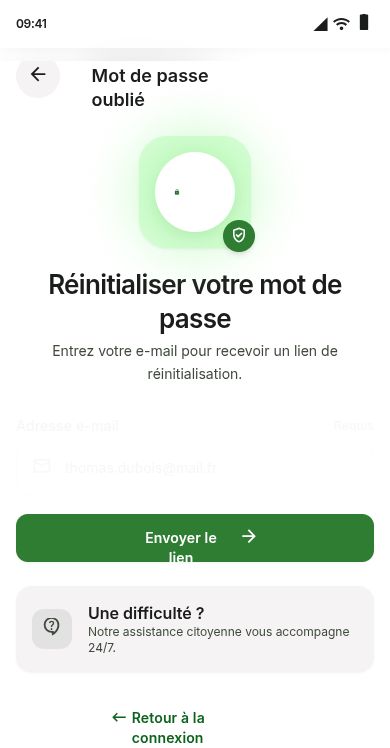 09:41
Mot de passe
oublié
Réinitialiser votre mot de
passe
Entrez votre e-mail pour recevoir un lien de
réinitialisation.
Adresse e-mail
Requis
thomas.dubois@mail.fr
Envoyer le
lien
Une difficulté ?
Notre assistance citoyenne vous accompagne
24/7.
← Retour à la
connexion